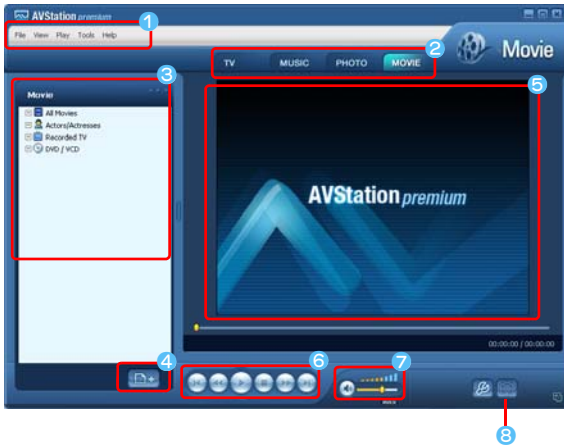 AVStation premium
1
File View Play Tools Help
2
Movie
TV MUSIC PHOTO MOVIE
3
5
Movie
All Movies
Actors/Actresses
Recorded TV
DVD / VCD
AVStation premium
00:00:00 / 00:00:00
4
6
7
8